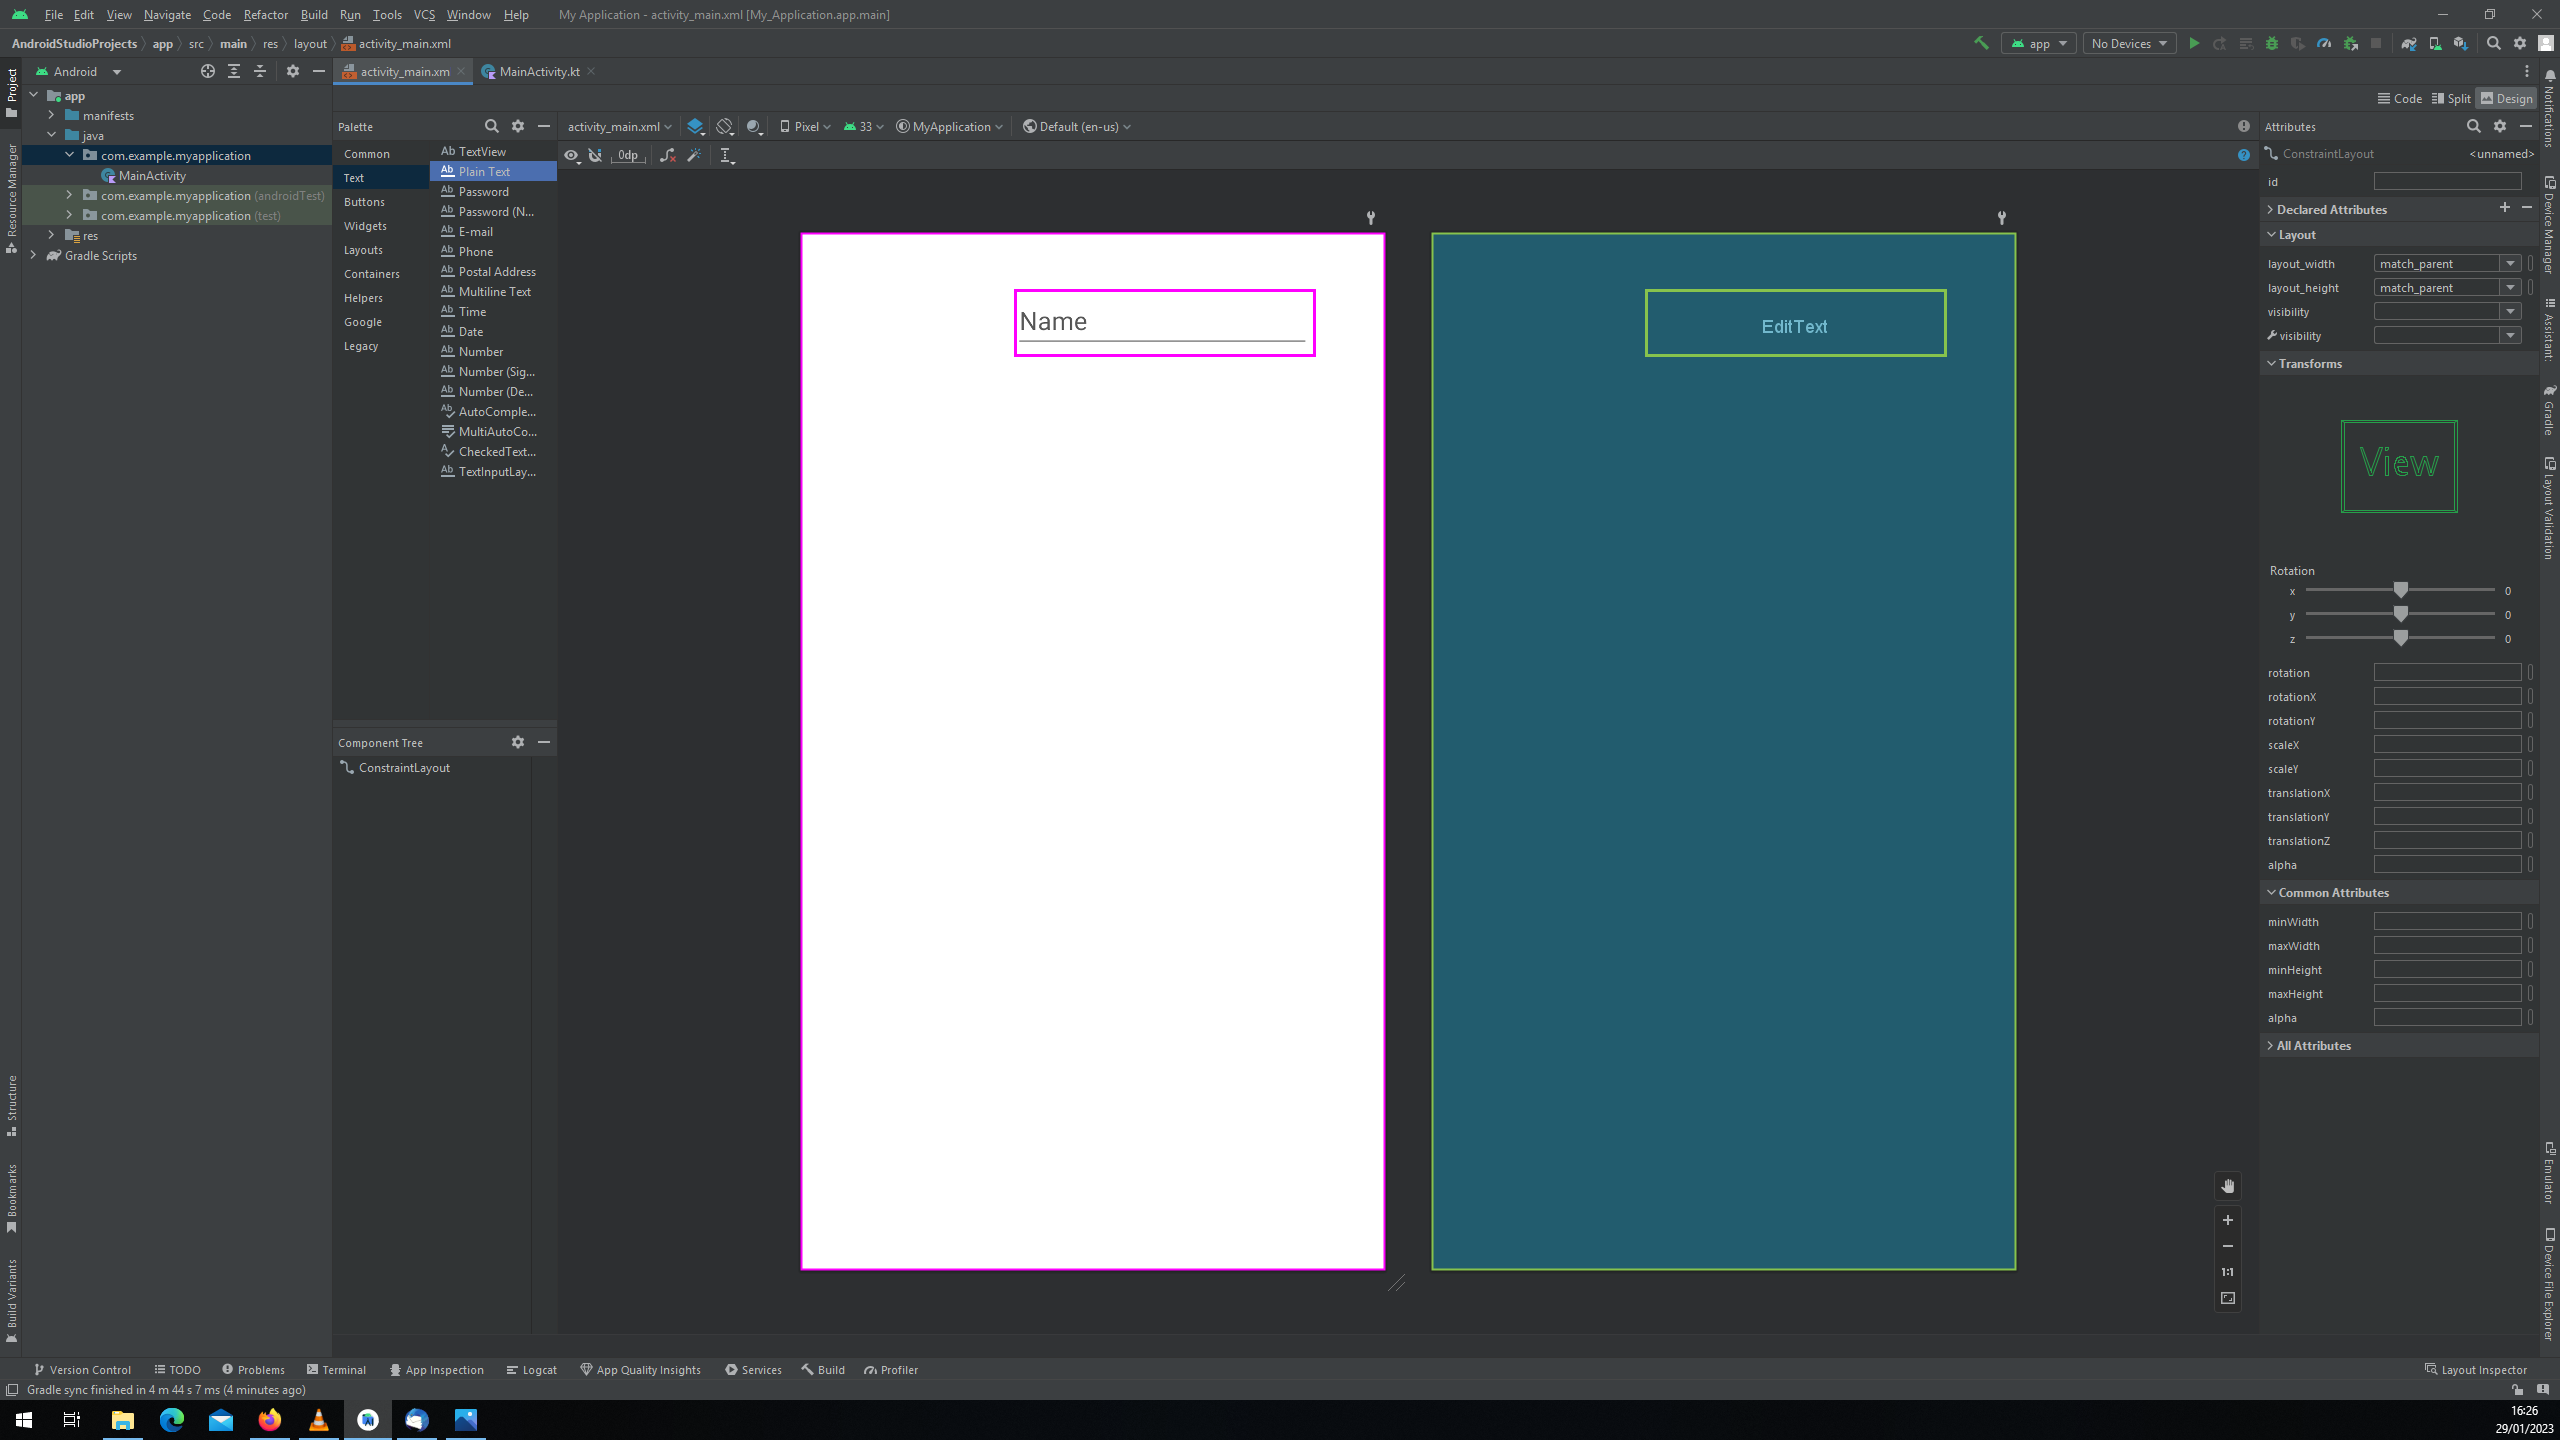 File Edit View Navigate Code Refactor Build Run Tools VCS Window Help My Application - activity_main.xml [My_Application.app.main]
AndroidStudioProjects app src main res layout activity_main.xml app No Devices
Android activity_main.xm MainActivity.kt
Code Split Design
Project
Resource Manager
Structure
Bookmarks
Build Variants
app
manifests
java
com.example.myapplication
MainActivity
com.example.myapplication (androidTest)
com.example.myapplication (test)
res
Gradle Scripts
Palette
Common
Text
Buttons
Widgets
Layouts
Containers
Helpers
Google
Legacy
Ab TextView
Ab Plain Text
Ab Password
Ab Password (N...
Ab E-mail
Ab Phone
Ab Postal Address
Ab Multiline Text
Ab Time
Ab Date
Ab Number
Ab Number (Sig...
Ab Number (De...
Ab AutoComple...
MultiAutoCo...
CheckedText...
Ab TextInputLay...
Component Tree
ConstraintLayout
activity_main.xml Pixel 33 MyApplication Default (en-us)
0dp
Name
EditText
1:1
Attributes
ConstraintLayout <unnamed>
id
Declared Attributes
Layout
layout_width match_parent
layout_height match_parent
visibility
visibility
Transforms
View
Rotation
x 0
y 0
z 0
rotation
rotationX
rotationY
scaleX
scaleY
translationX
translationY
translationZ
alpha
Common Attributes
minWidth
maxWidth
minHeight
maxHeight
alpha
All Attributes
Notifications
Device Manager
Assistant:
Gradle
Layout Validation
Emulator
Device File Explorer
Version Control TODO Problems Terminal App Inspection Logcat App Quality Insights Services Build Profiler Layout Inspector
Gradle sync finished in 4 m 44 s 7 ms (4 minutes ago)
16:26
29/01/2023